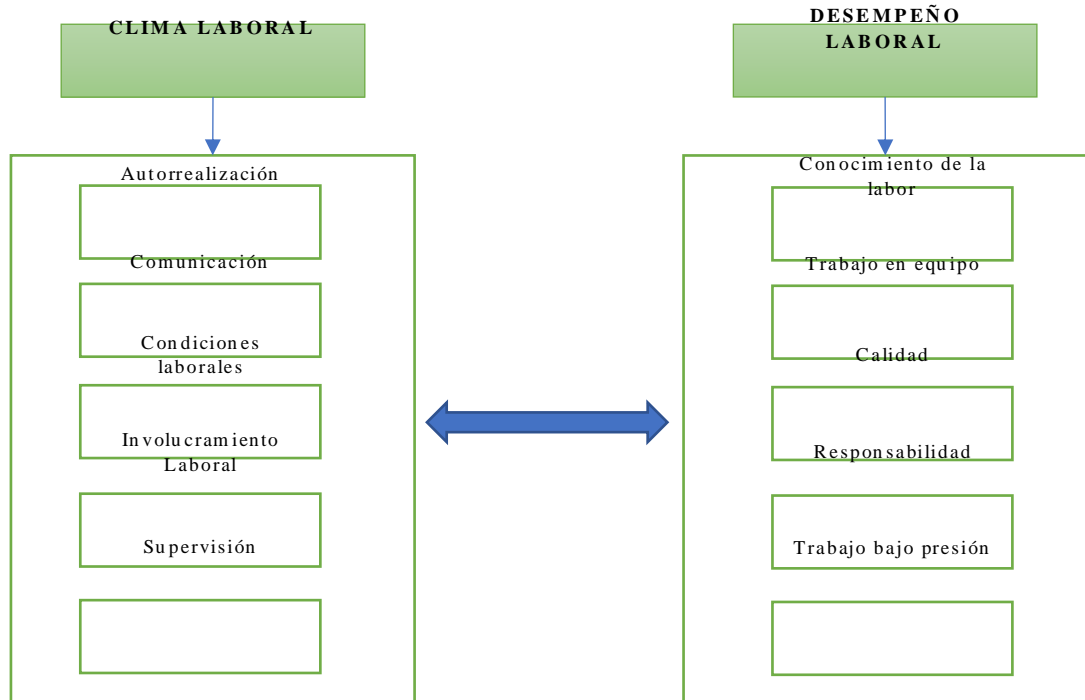 CLIMA LABORAL
Autorrealización
Comunicación
Condiciones
laborales
Involucramiento
Laboral
Supervisión
DESEMPEÑO
LABORAL
Conocimiento de la
labor
Trabajo en equipo
Calidad
Responsabilidad
Trabajo bajo presión